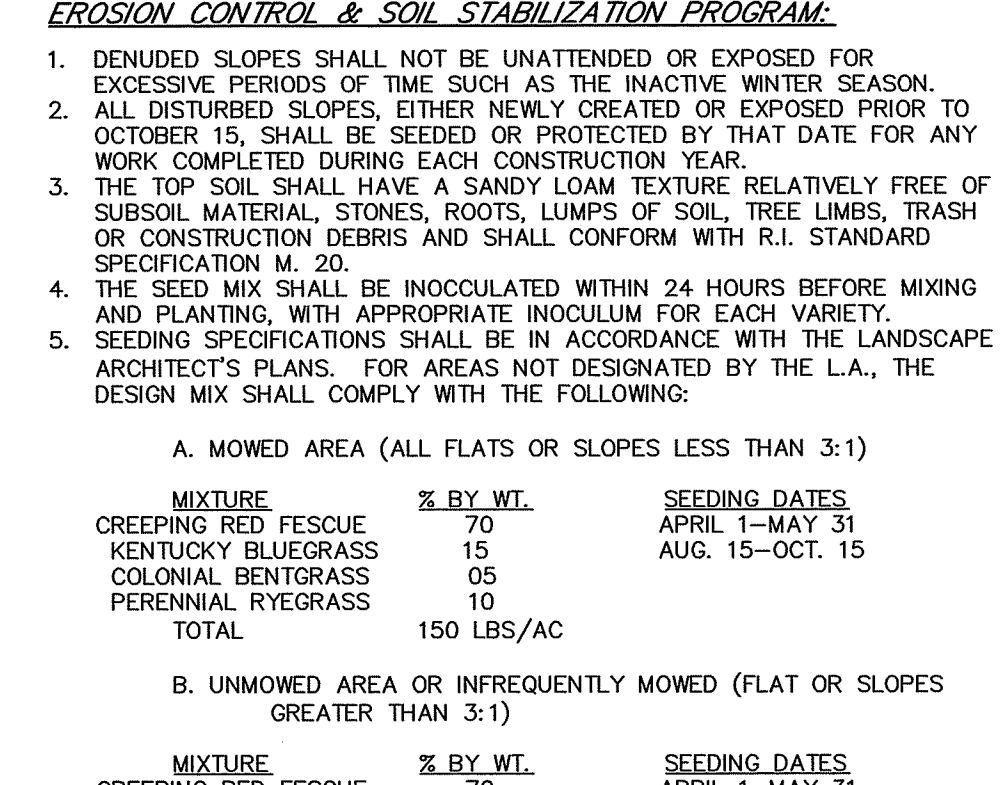 EROSION CONTROL & SOIL STABILIZATION PROGRAM:
1. DENUDED SLOPES SHALL NOT BE UNATTENDED OR EXPOSED FOR
EXCESSIVE PERIODS OF TIME SUCH AS THE INACTIVE WINTER SEASON.
2. ALL DISTURBED SLOPES, EITHER NEWLY CREATED OR EXPOSED PRIOR TO
OCTOBER 15, SHALL BE SEEDED OR PROTECTED BY THAT DATE FOR ANY
WORK COMPLETED DURING EACH CONSTRUCTION YEAR.
3. THE TOP SOIL SHALL HAVE A SANDY LOAM TEXTURE RELATIVELY FREE OF
SUBSOIL MATERIAL, STONES, ROOTS, LUMPS OF SOIL, TREE LIMBS, TRASH
OR CONSTRUCTION DEBRIS AND SHALL CONFORM WITH R.I. STANDARD
SPECIFICATION M. 20.
4. THE SEED MIX SHALL BE INOCCULATED WITHIN 24 HOURS BEFORE MIXING
AND PLANTING, WITH APPROPRIATE INOCULUM FOR EACH VARIETY.
5. SEEDING SPECIFICATIONS SHALL BE IN ACCORDANCE WITH THE LANDSCAPE
ARCHITECT'S PLANS. FOR AREAS NOT DESIGNATED BY THE L.A., THE
DESIGN MIX SHALL COMPLY WITH THE FOLLOWING:
A. MOWED AREA (ALL FLATS OR SLOPES LESS THAN 3:1)
MIXTURE % BY WT. SEEDING DATES
CREEPING RED FESCUE 70 APRIL 1-MAY 31
KENTUCKY BLUEGRASS 15 AUG. 15-OCT. 15
COLONIAL BENTGRASS 05
PERENNIAL RYEGRASS 10
TOTAL 150 LBS/AC
B. UNMOWED AREA OR INFREQUENTLY MOWED (FLAT OR SLOPES
GREATER THAN 3:1)
MIXTURE % BY WT. SEEDING DATES
CREEPING RED FESCUE 70 APRIL 1-MAY 31